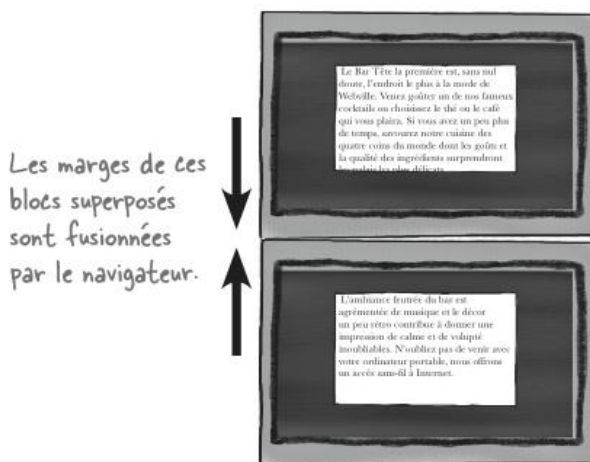 Le Bar Tête la première est, sans nul
doute, l'endroit le plus à la mode de
Webville. Venez goûter un de nos fameux
cocktails ou choisissez le thé ou le café
qui vous plaira. Si vous avez un peu plus
de temps, savourez notre cuisine des
quatre coins du monde dont les goûts et
la qualité des ingrédients surprendront
les palais les plus délicats
Les marges de ces
blocs superposés
sont fusionnées
par le navigateur.
L'ambiance feutrée du bar est
agrémentée de musique et le décor
un peu rétro contribue à donner une
impression de calme et de volupté
inoubliables. N'oubliez pas de venir avec
votre ordinateur portable, nous offrons
un accès sans-fil à Internet.